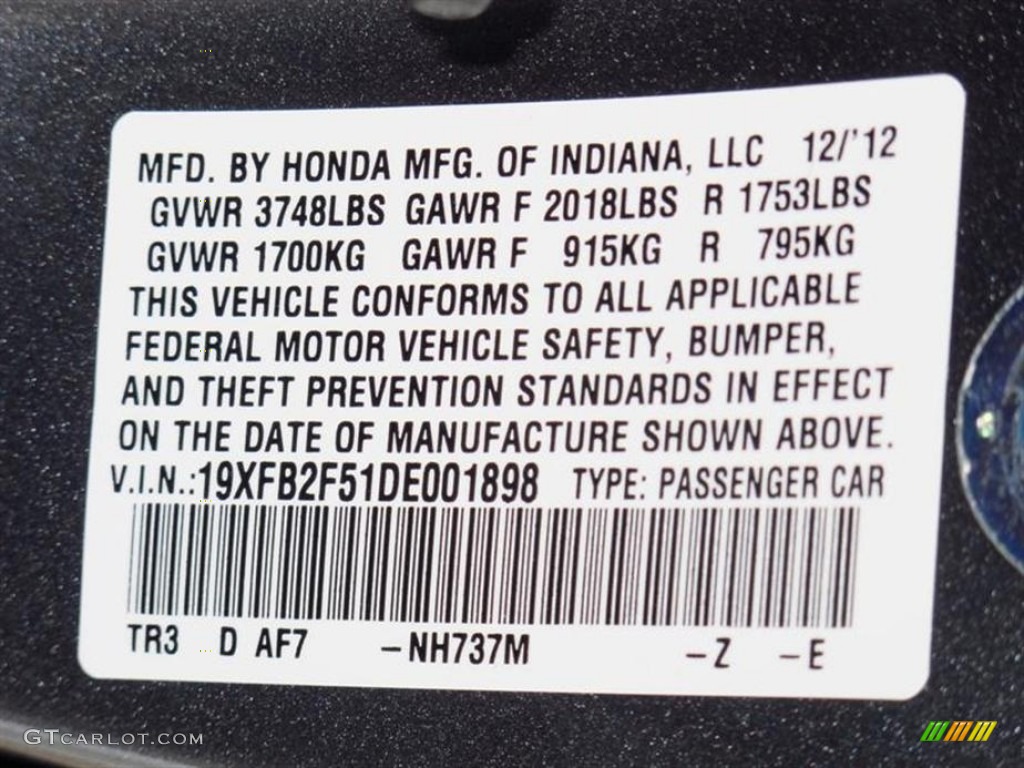 MFD. BY HONDA MFG. OF INDIANA, LLC 12/'12
GVWR 3748LBS GAWR F 2018LBS R 1753LBS
GVWR 1700KG GAWR F 915KG R 795KG
THIS VEHICLE CONFORMS TO ALL APPLICABLE
FEDERAL MOTOR VEHICLE SAFETY, BUMPER,
AND THEFT PREVENTION STANDARDS IN EFFECT
ON THE DATE OF MANUFACTURE SHOWN ABOVE.
V.I.N.:19XFB2F51DE001898 TYPE: PASSENGER CAR
TR3 D AF7 –NH737M –Z –E
GTCARLOT.COM